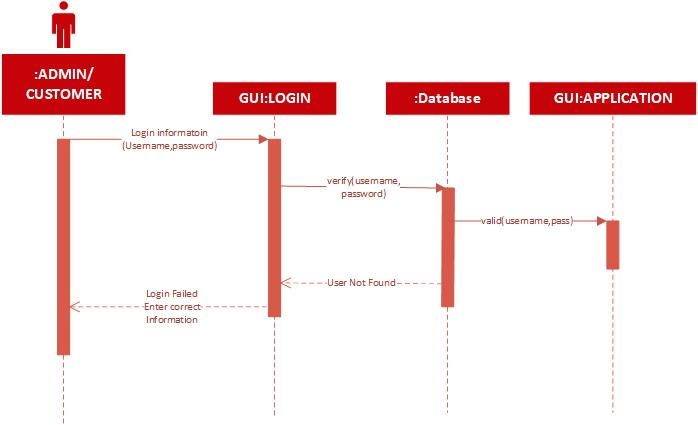 :ADMIN/
CUSTOMER
GUI:LOGIN
:Database
GUI:APPLICATION
Login informatoin
(Username,password)
verify(username,
password)
valid(username,pass)
User Not Found
Login Failed
Enter correct
Information